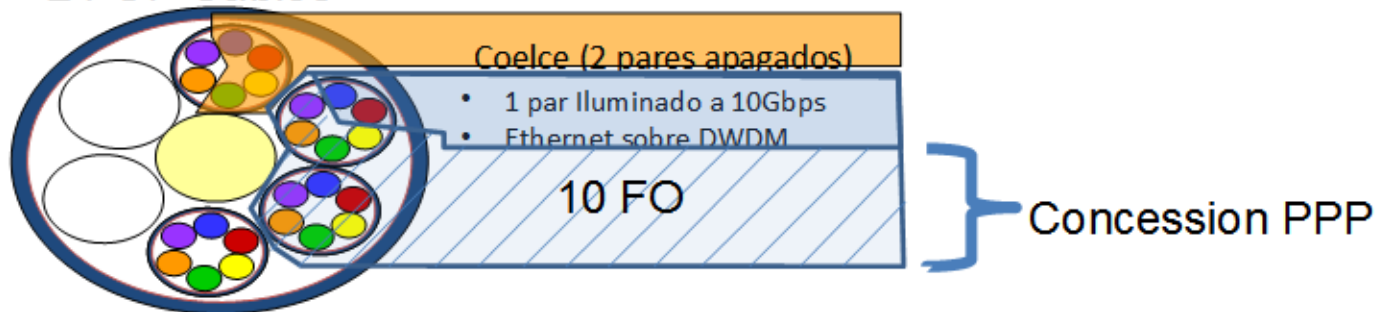 Coelce (2 pares apagados)
• 1 par Iluminado a 10Gbps
• Ethernet sobre DWDM
10 FO
Concession PPP